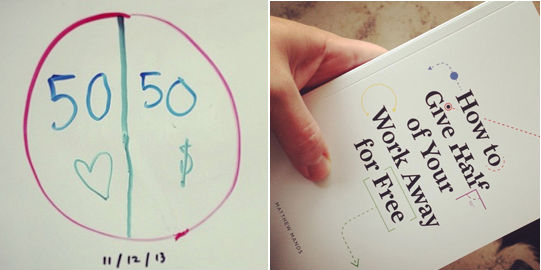 50 50
$
11/12/13
How to
Give Half
of Your
Work Away
for Free
MATTHEW MANOS